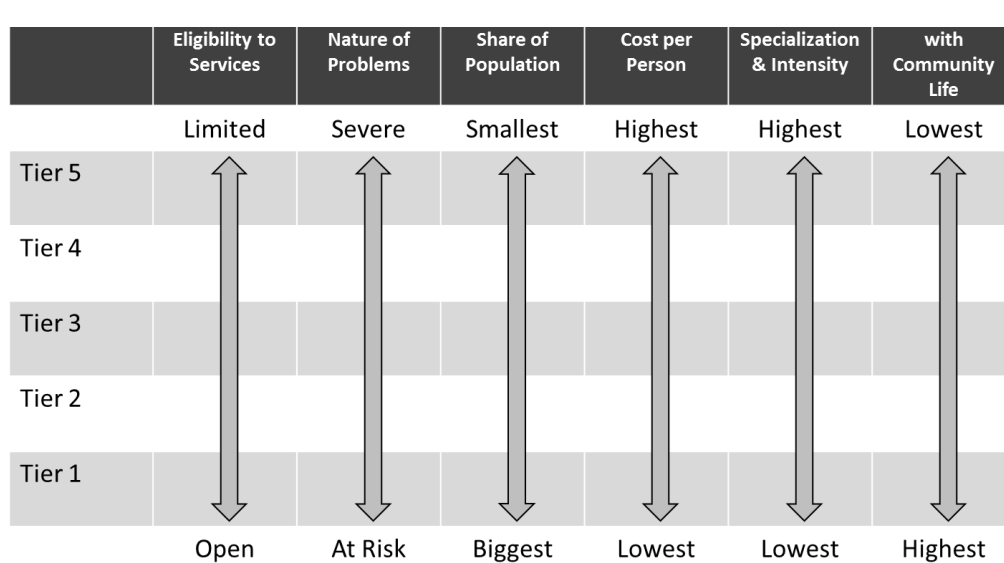 Eligibility to Services
Nature of Problems
Share of Population
Cost per Person
Specialization & Intensity
with Community Life
Limited
Severe
Smallest
Highest
Highest
Lowest
Tier 5
Tier 4
Tier 3
Tier 2
Tier 1
Open
At Risk
Biggest
Lowest
Lowest
Highest